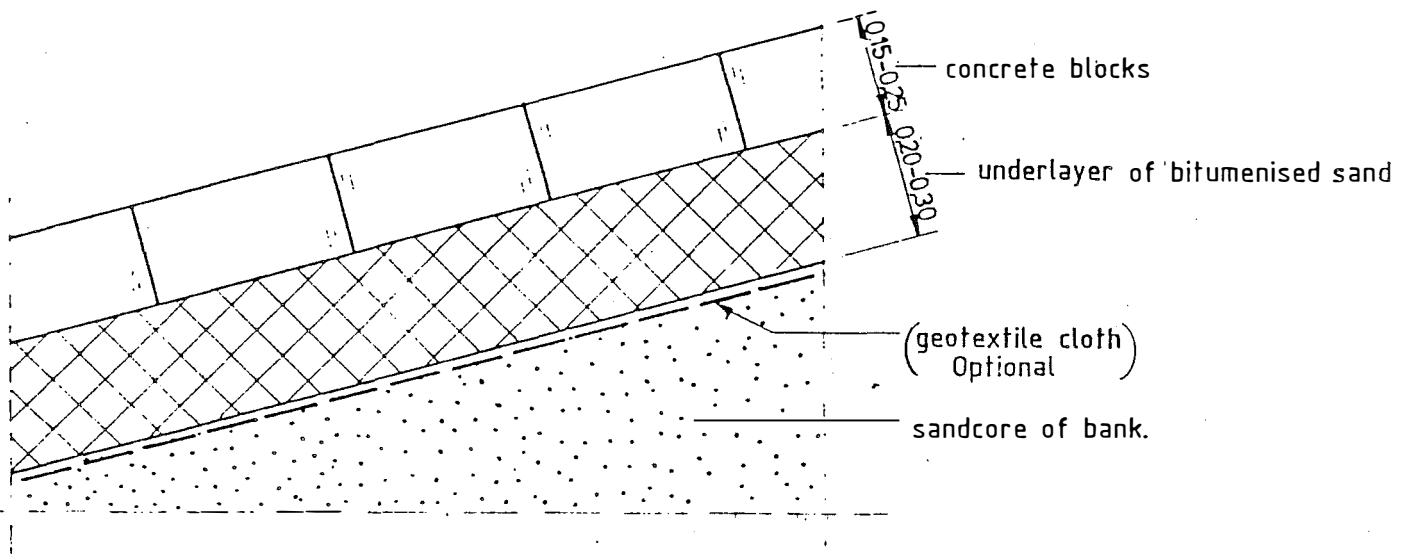 0,15-0,25
concrete blocks
0,20-0,30
underlayer of bitumenised sand
(geotextile cloth
Optional)
sandcore of bank.